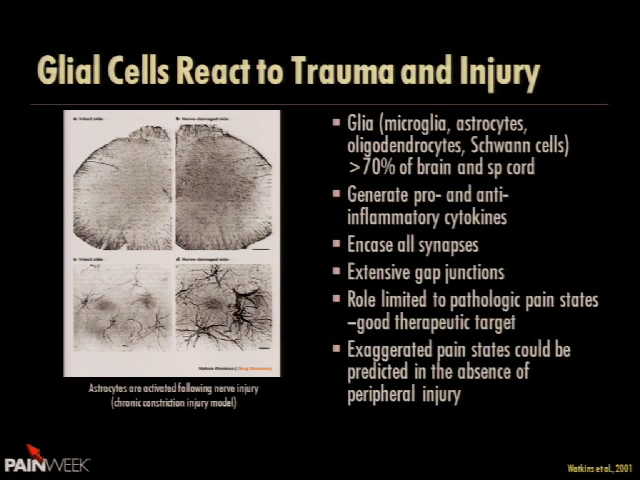 Glial Cells React to Trauma and Injury
a Intact side
b Nerve-damaged side
c Intact side
d Nerve-damaged side
Nature Reviews | Drug Discovery
Astrocytes are activated following nerve injury
(chronic constriction injury model)
Glia (microglia, astrocytes,
oligodendrocytes, Schwann cells)
>70% of brain and sp cord
Generate pro- and anti-
inflammatory cytokines
Encase all synapses
Extensive gap junctions
Role limited to pathologic pain states
–good therapeutic target
Exaggerated pain states could be
predicted in the absence of
peripheral injury
PAINWEEK
Watkins et al., 2001